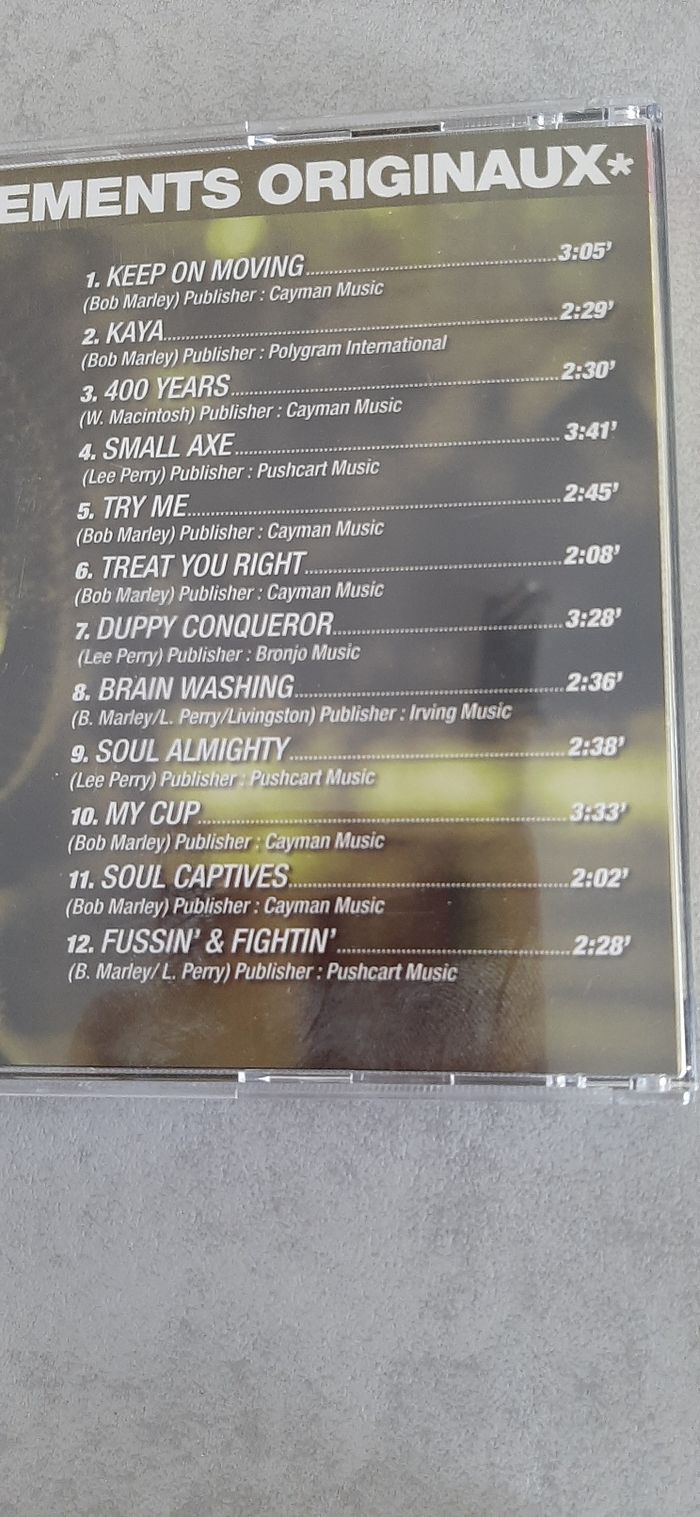 EMENTS ORIGINAUX*
1. KEEP ON MOVING 3:05'
(Bob Marley) Publisher : Cayman Music
2. KAYA 2:29'
(Bob Marley) Publisher : Polygram International
3. 400 YEARS 2:30'
(W. Macintosh) Publisher : Cayman Music
4. SMALL AXE 3:41'
(Lee Perry) Publisher : Pushcart Music
5. TRY ME 2:45'
(Bob Marley) Publisher : Cayman Music
6. TREAT YOU RIGHT 2:08'
(Bob Marley) Publisher : Cayman Music
7. DUPPY CONQUEROR 3:28'
(Lee Perry) Publisher : Bronjo Music
8. BRAIN WASHING 2:36'
(B. Marley/L. Perry/Livingston) Publisher : Irving Music
9. SOUL ALMIGHTY 2:38'
(Lee Perry) Publisher : Pushcart Music
10. MY CUP 3:33'
(Bob Marley) Publisher : Cayman Music
11. SOUL CAPTIVES 2:02'
(Bob Marley) Publisher : Cayman Music
12. FUSSIN' & FIGHTIN' 2:28'
(B. Marley/ L. Perry) Publisher : Pushcart Music